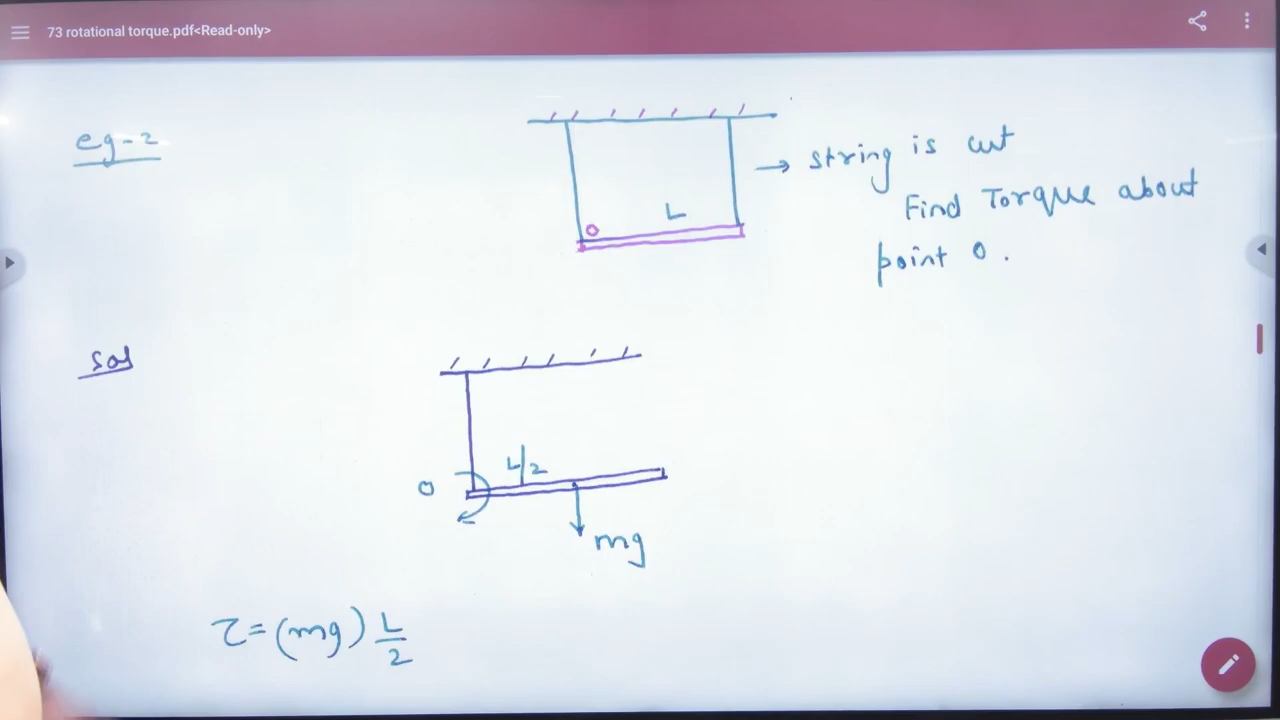 73 rotational torque.pdf<Read-only>
eg-2
→ string is cut
Find Torque about
point O.
O
L
Sol
L/2
O
mg
τ = (mg) L/2